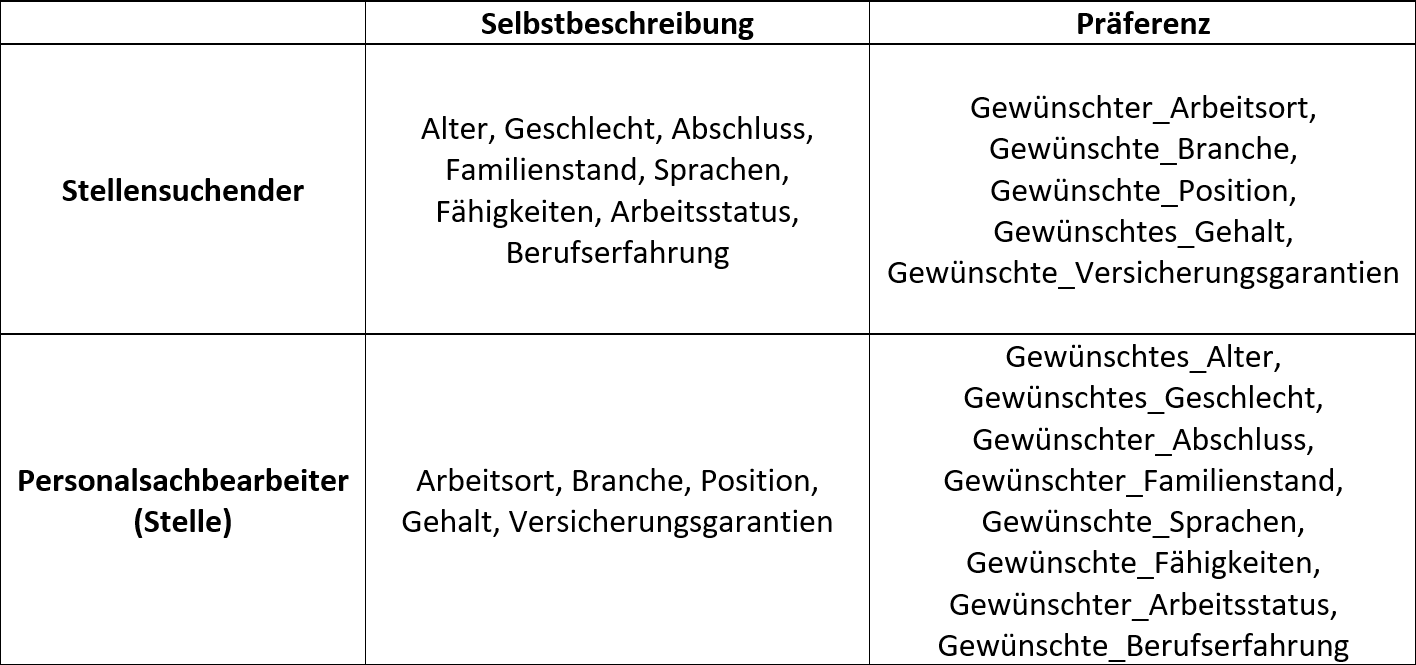 Selbstbeschreibung
Präferenz
Stellensuchender
Alter, Geschlecht, Abschluss,
Familienstand, Sprachen,
Fähigkeiten, Arbeitsstatus,
Berufserfahrung
Gewünschter_Arbeitsort,
Gewünschte_Branche,
Gewünschte_Position,
Gewünschtes_Gehalt,
Gewünschte_Versicherungsgarantien
Personalsachbearbeiter
(Stelle)
Arbeitsort, Branche, Position,
Gehalt, Versicherungsgarantien
Gewünschtes_Alter,
Gewünschtes_Geschlecht,
Gewünschter_Abschluss,
Gewünschter_Familienstand,
Gewünschte_Sprachen,
Gewünschte_Fähigkeiten,
Gewünschter_Arbeitsstatus,
Gewünschte_Berufserfahrung